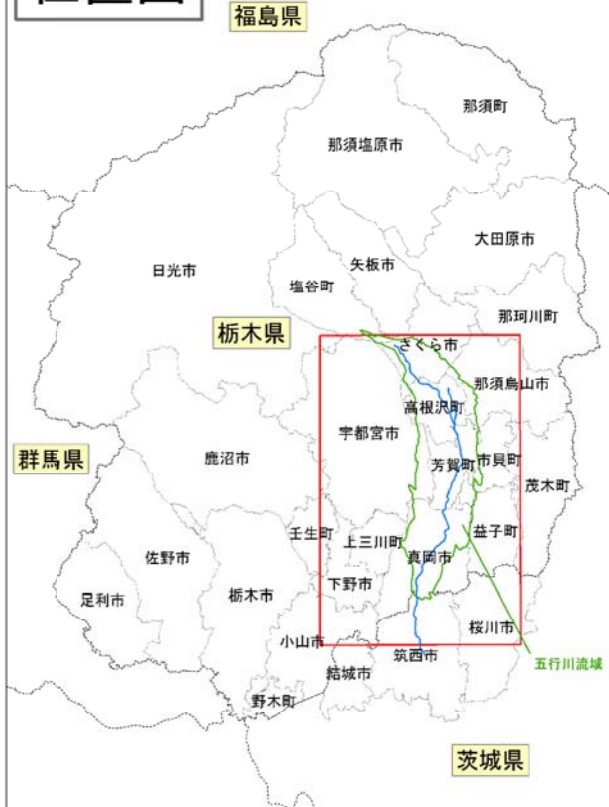 福島県
那須町
那須塩原市
大田原市
矢板市
日光市
塩谷町
那珂川町
栃木県
さくら市
那須烏山市
高根沢町
宇都宮市
鹿沼市
芳賀町
市貝町
群馬県
茂木町
壬生町
上三川町
益子町
真岡市
佐野市
下野市
栃木市
足利市
小山市
桜川市
筑西市
五行川流域
結城市
野木町
茨城県